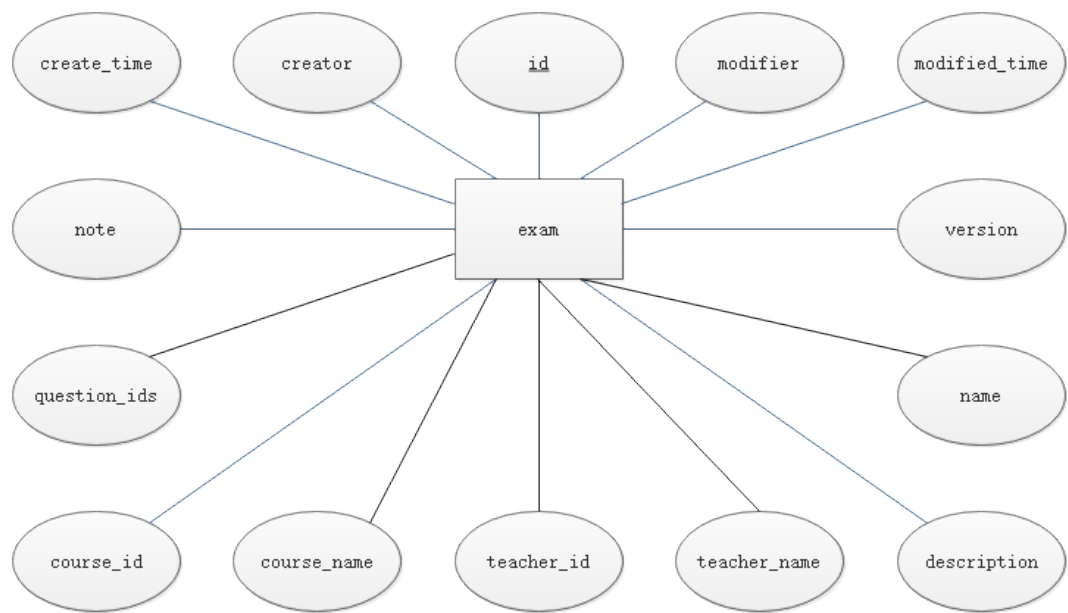 create_time
creator
id
modifier
modified_time
note
exam
version
question_ids
name
course_id
course_name
teacher_id
teacher_name
description